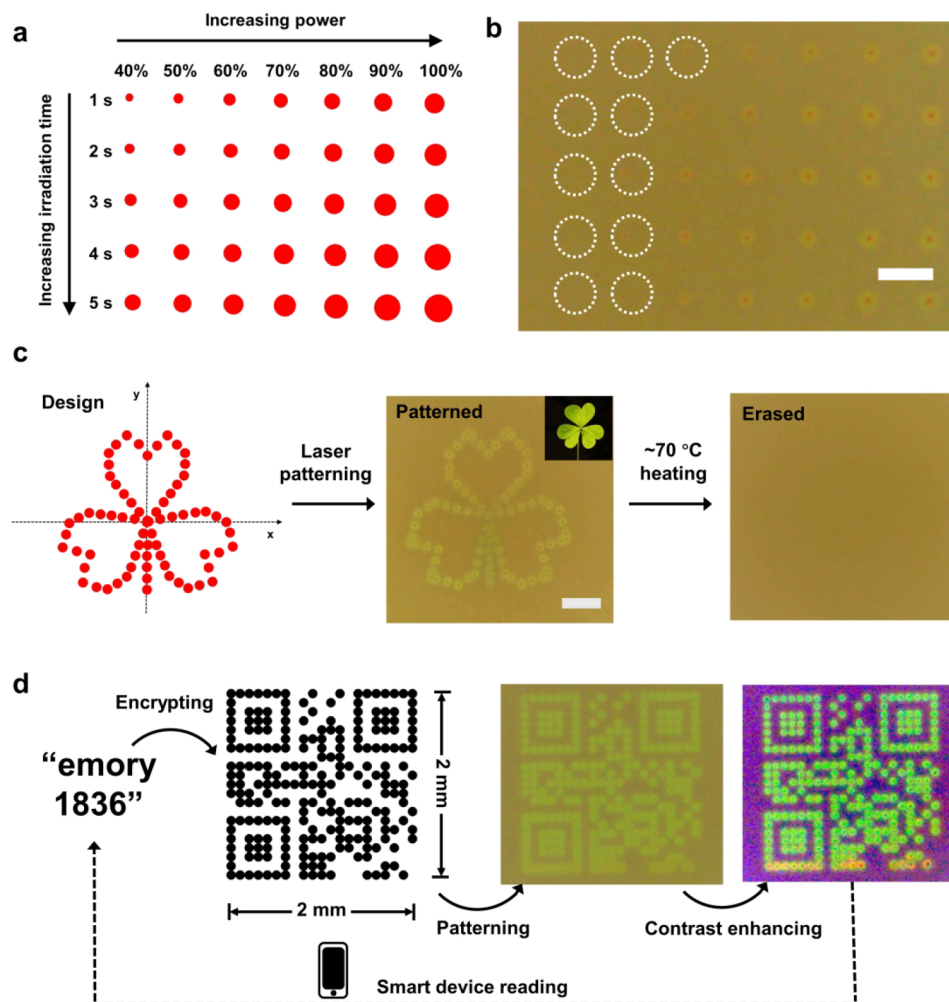 a
Increasing power
40% 50% 60% 70% 80% 90% 100%
Increasing irradiation time
1 s
2 s
3 s
4 s
5 s
b
c
Design
y
x
Laser
patterning
Patterned
~70 °C
heating
Erased
d
Encrypting
“emory
1836”
2 mm
2 mm
Patterning
Contrast enhancing
Smart device reading